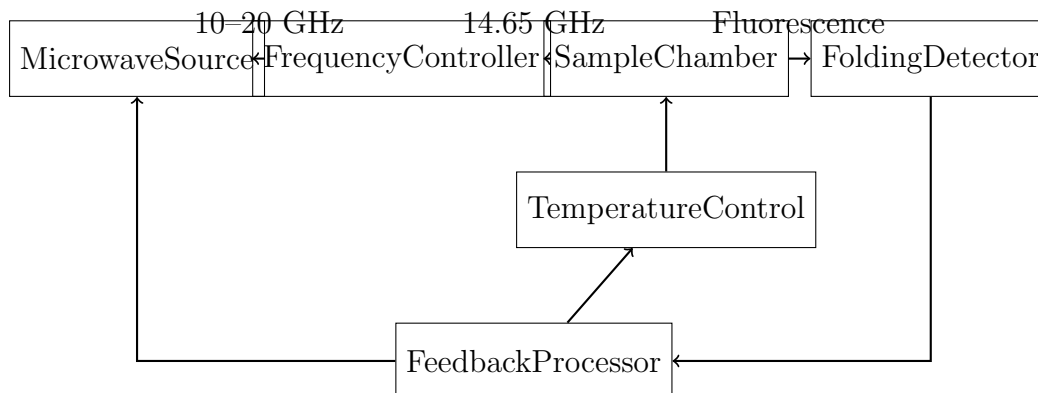 10–20 GHz
14.65 GHz
Fluorescence
MicrowaveSource
FrequencyController
SampleChamber
FoldingDetector
TemperatureControl
FeedbackProcessor